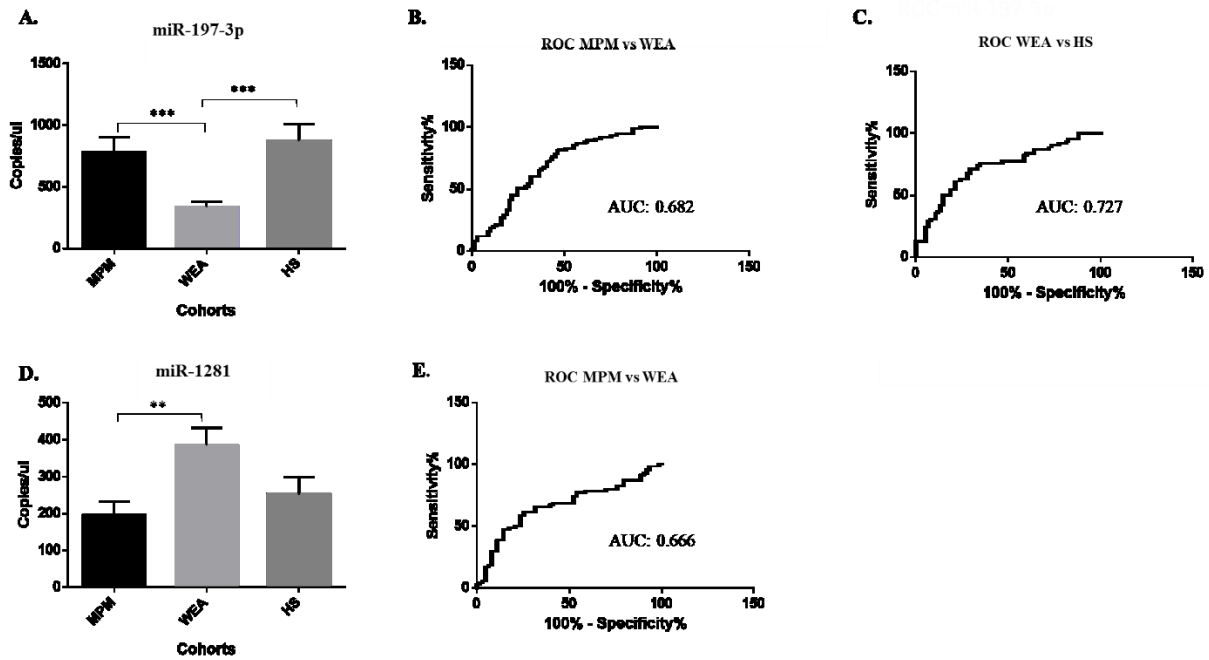 A.
miR-197-3p
1500
1000
500
0
Copies/ul
***
***
MPM
WEA
HS
Cohorts
B.
ROC MPM vs WEA
150
100
50
0
Sensitivity%
AUC: 0.682
0
50
100
150
100% - Specificity%
C.
ROC WEA vs HS
150
100
50
0
Sensitivity%
AUC: 0.727
0
50
100
150
100% - Specificity%
D.
miR-1281
500
400
300
200
100
0
Copies/ul
**
MPM
WEA
HS
Cohorts
E.
ROC MPM vs WEA
150
100
50
0
Sensitivity%
AUC: 0.666
0
50
100
150
100% - Specificity%